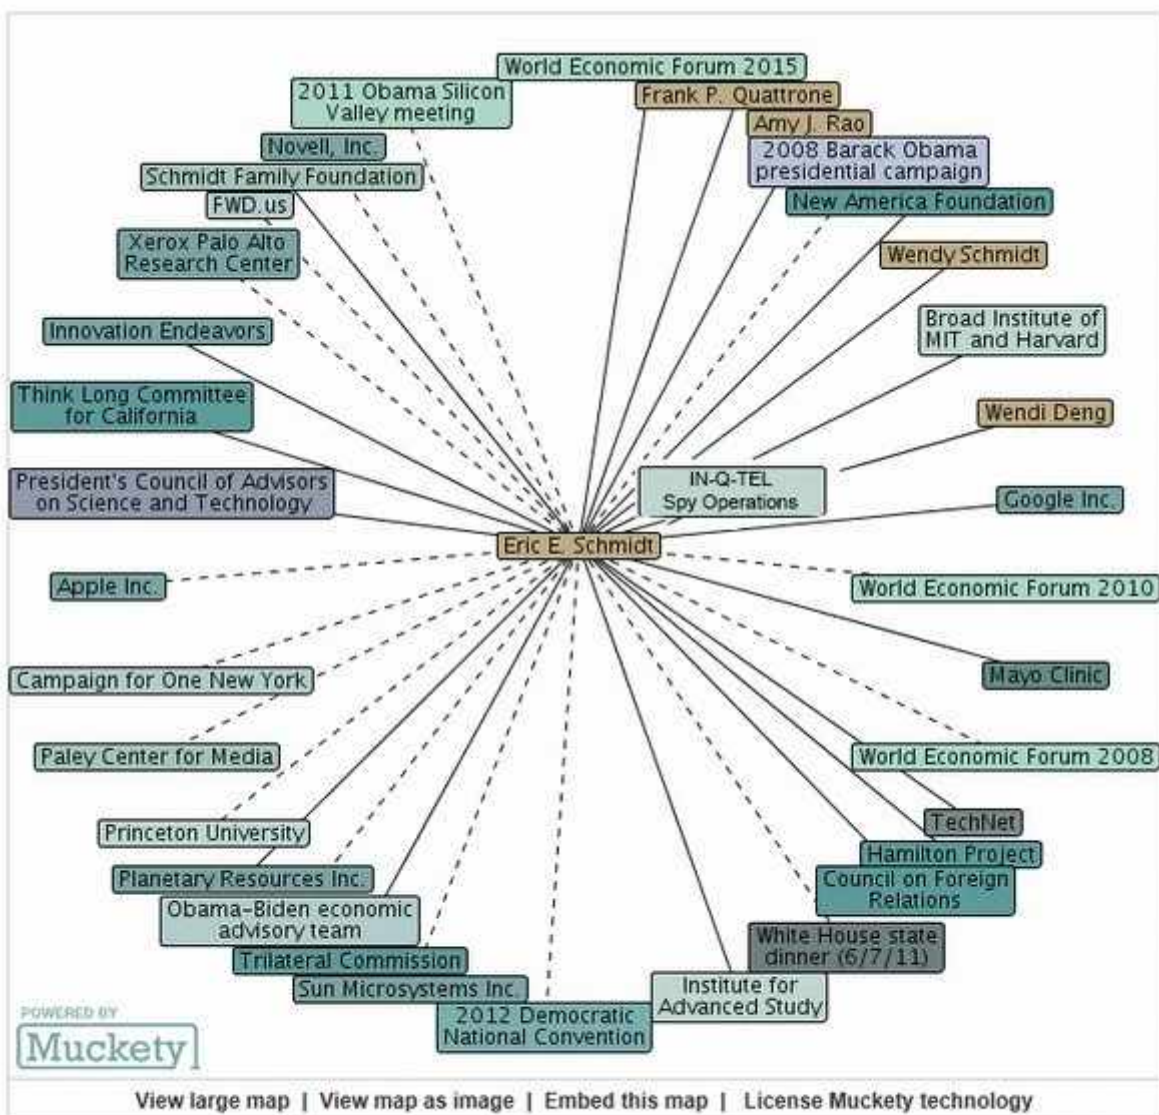 World Economic Forum 2015
2011 Obama Silicon
Valley meeting
Frank P. Quattrone
Amy J. Rao
Novell, Inc.
2008 Barack Obama
presidential campaign
Schmidt Family Foundation
FWD.us
New America Foundation
Xerox Palo Alto
Research Center
Wendy Schmidt
Innovation Endeavors
Broad Institute of
MIT and Harvard
Think Long Committee
for California
Wendi Deng
President's Council of Advisors
on Science and Technology
IN-Q-TEL
Spy Operations
Google Inc.
Eric E. Schmidt
Apple Inc.
World Economic Forum 2010
Campaign for One New York
Mayo Clinic
Paley Center for Media
World Economic Forum 2008
Princeton University
TechNet
Hamilton Project
Planetary Resources Inc.
Council on Foreign
Relations
Obama-Biden economic
advisory team
White House state
dinner (6/7/11)
Trilateral Commission
Sun Microsystems Inc.
Institute for
Advanced Study
2012 Democratic
National Convention
POWERED BY
Muckety
View large map | View map as image | Embed this map | License Muckety technology